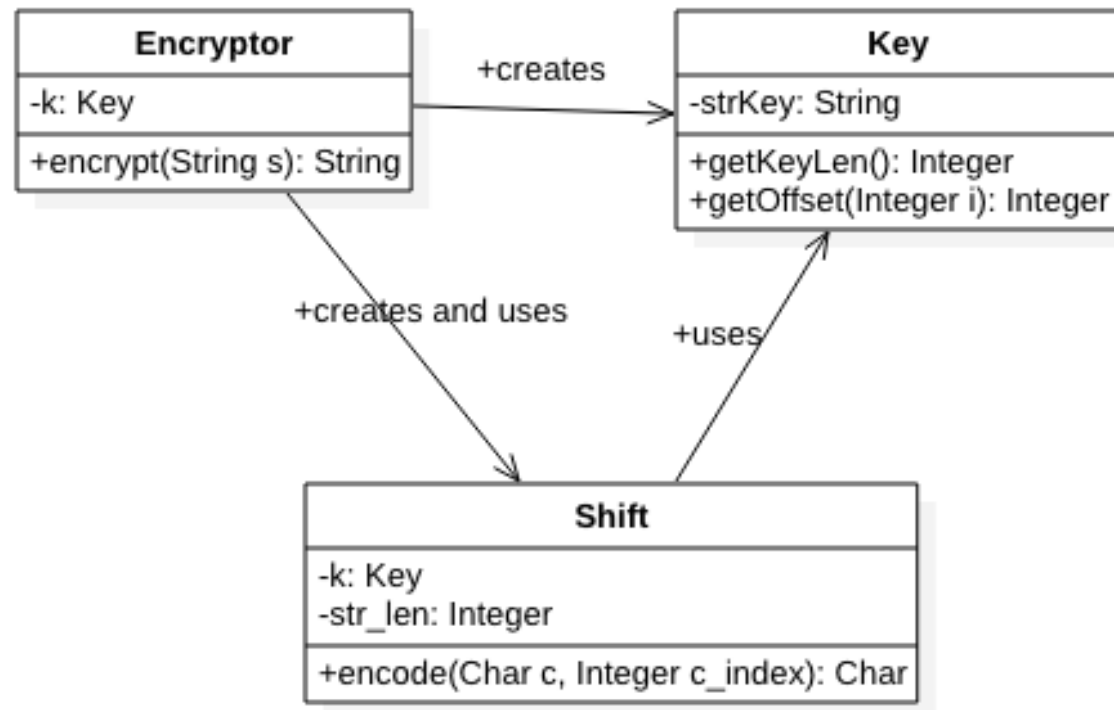 Encryptor
-k: Key
+encrypt(String s): String
+creates
Key
-strKey: String
+getKeyLen(): Integer
+getOffset(Integer i): Integer
+creates and uses
+uses
Shift
-k: Key
-str_len: Integer
+encode(Char c, Integer c_index): Char